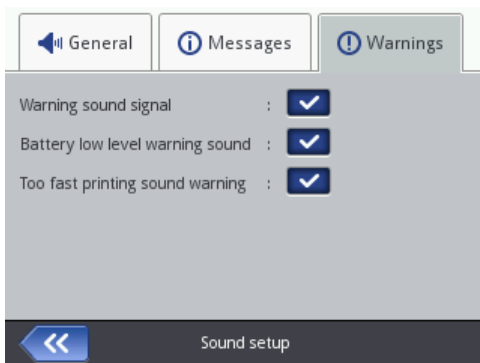 General
Messages
Warnings
Warning sound signal :
Battery low level warning sound :
Too fast printing sound warning :
Sound setup